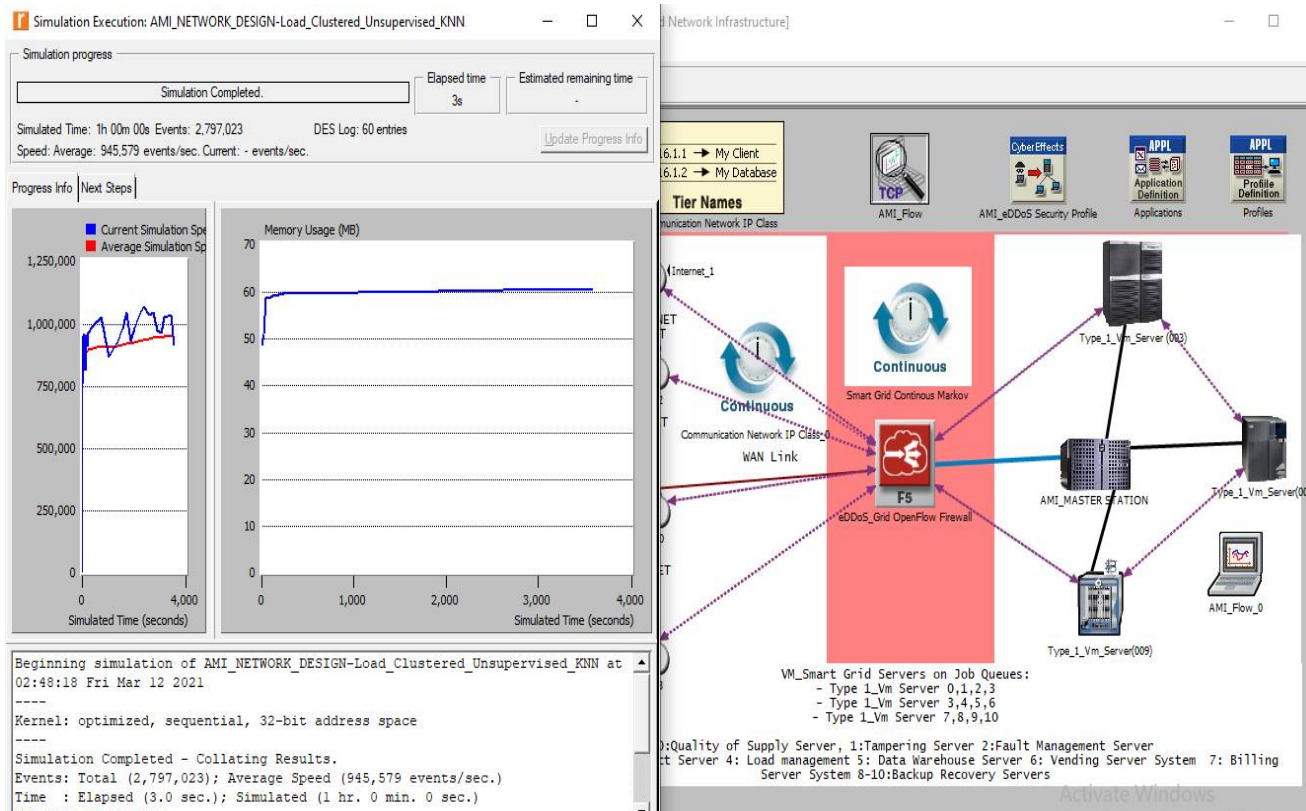 Simulation Execution: AMI_NETWORK_DESIGN-Load_Clustered_Unsupervised_KNN
Simulation progress
Simulation Completed.
Elapsed time
3s
Estimated remaining time
-
Simulated Time: 1h 00m 00s Events: 2,797,023 DES Log: 60 entries
Speed: Average: 945,579 events/sec. Current: - events/sec.
Update Progress Info
Progress Info
Next Steps
Current Simulation Spe
Average Simulation Sp
1,250,000
1,000,000
750,000
500,000
250,000
0
0 4,000
Simulated Time (seconds)
Memory Usage (MB)
70
60
50
40
30
20
10
0
0 1,000 2,000 3,000 4,000
Simulated Time (seconds)
Beginning simulation of AMI_NETWORK_DESIGN-Load_Clustered_Unsupervised_KNN at
02:48:18 Fri Mar 12 2021
----
Kernel: optimized, sequential, 32-bit address space
----
Simulation Completed - Collating Results.
Events: Total (2,797,023); Average Speed (945,579 events/sec.)
Time : Elapsed (3.0 sec.); Simulated (1 hr. 0 min. 0 sec.)
d Network Infrastructure]
6.1.1 → My Client
6.1.2 → My Database
Tier Names
munication Network IP Class
TCP
AMI_Flow
CyberEffects
AMI_eDDoS Security Profile
APPL
Application
Definition
Applications
APPL
Profile
Definition
Profiles
Internet_1
NET
T
Continuous
Communication Network IP Class_0
WAN Link
Continuous
Smart Grid Continous Markov
F5
eDDoS_Grid OpenFlow Firewall
Type_1_Vm_Server (003)
AMI_MASTER STATION
Type_1_Vm_Server(00
Type_1_Vm_Server(009)
AMI_Flow_0
ET
VM_Smart Grid Servers on Job Queues:
- Type 1_Vm Server 0,1,2,3
- Type 1_Vm Server 3,4,5,6
- Type 1_Vm Server 7,8,9,10
0:Quality of Supply Server, 1:Tampering Server 2:Fault Management Server
ct Server 4: Load management 5: Data Warehouse Server 6: Vending Server System 7: Billing
Server System 8-10:Backup Recovery Servers
Activate Windows